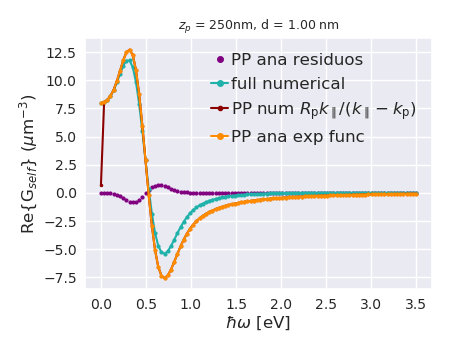 z_p = 250nm, d = 1.00 nm
PP ana residuos
full numerical
PP num R_p k_∥/(k_∥ − k_p)
PP ana exp func
Re{G_self} (μm⁻³)
12.5
10.0
7.5
5.0
2.5
0.0
−2.5
−5.0
−7.5
0.0 0.5 1.0 1.5 2.0 2.5 3.0 3.5
ℏω [eV]